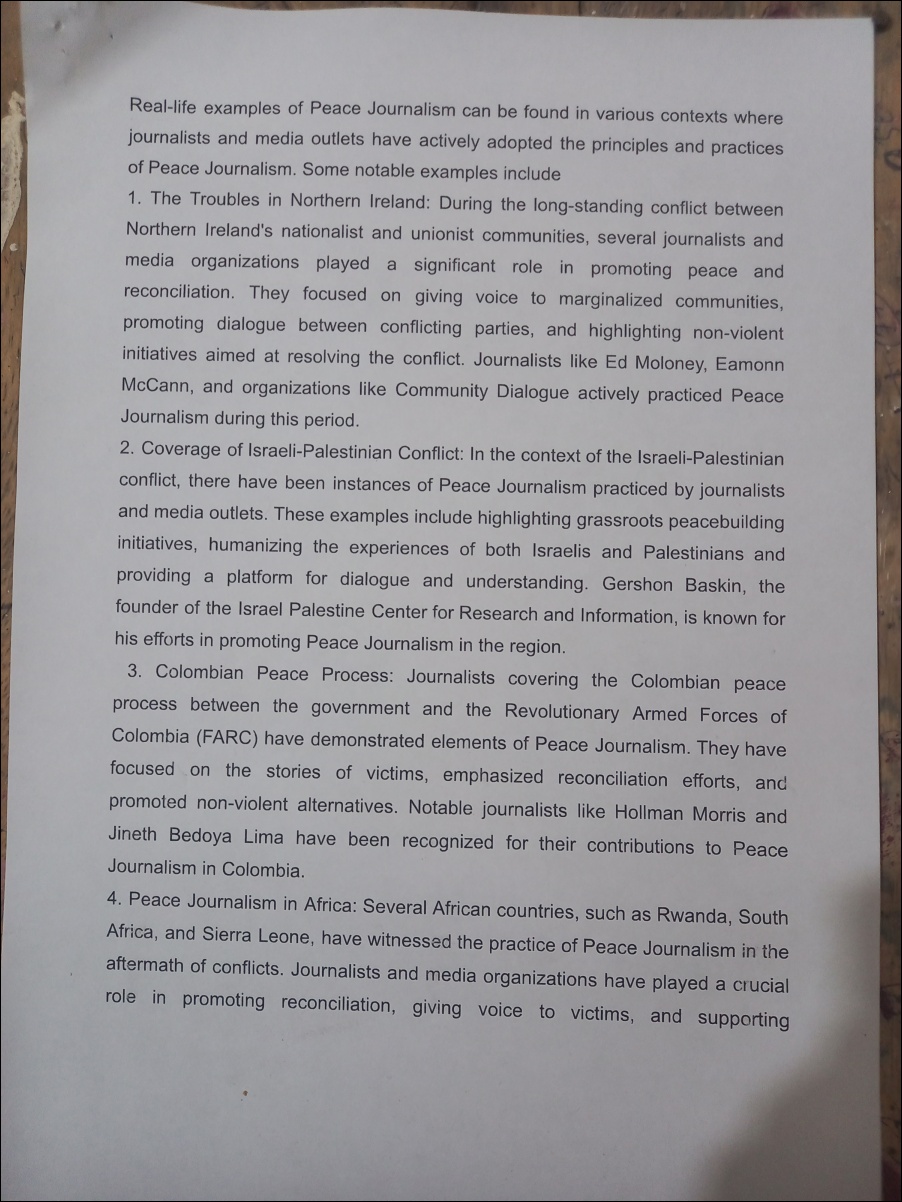 Real-life examples of Peace Journalism can be found in various contexts where
journalists and media outlets have actively adopted the principles and practices
of Peace Journalism. Some notable examples include
1. The Troubles in Northern Ireland: During the long-standing conflict between
Northern Ireland's nationalist and unionist communities, several journalists and
media organizations played a significant role in promoting peace and
reconciliation. They focused on giving voice to marginalized communities,
promoting dialogue between conflicting parties, and highlighting non-violent
initiatives aimed at resolving the conflict. Journalists like Ed Moloney, Eamonn
McCann, and organizations like Community Dialogue actively practiced Peace
Journalism during this period.
2. Coverage of Israeli-Palestinian Conflict: In the context of the Israeli-Palestinian
conflict, there have been instances of Peace Journalism practiced by journalists
and media outlets. These examples include highlighting grassroots peacebuilding
initiatives, humanizing the experiences of both Israelis and Palestinians and
providing a platform for dialogue and understanding. Gershon Baskin, the
founder of the Israel Palestine Center for Research and Information, is known for
his efforts in promoting Peace Journalism in the region.
3. Colombian Peace Process: Journalists covering the Colombian peace
process between the government and the Revolutionary Armed Forces of
Colombia (FARC) have demonstrated elements of Peace Journalism. They have
focused on the stories of victims, emphasized reconciliation efforts, and
promoted non-violent alternatives. Notable journalists like Hollman Morris and
Jineth Bedoya Lima have been recognized for their contributions to Peace
Journalism in Colombia.
4. Peace Journalism in Africa: Several African countries, such as Rwanda, South
Africa, and Sierra Leone, have witnessed the practice of Peace Journalism in the
aftermath of conflicts. Journalists and media organizations have played a crucial
role in promoting reconciliation, giving voice to victims, and supporting